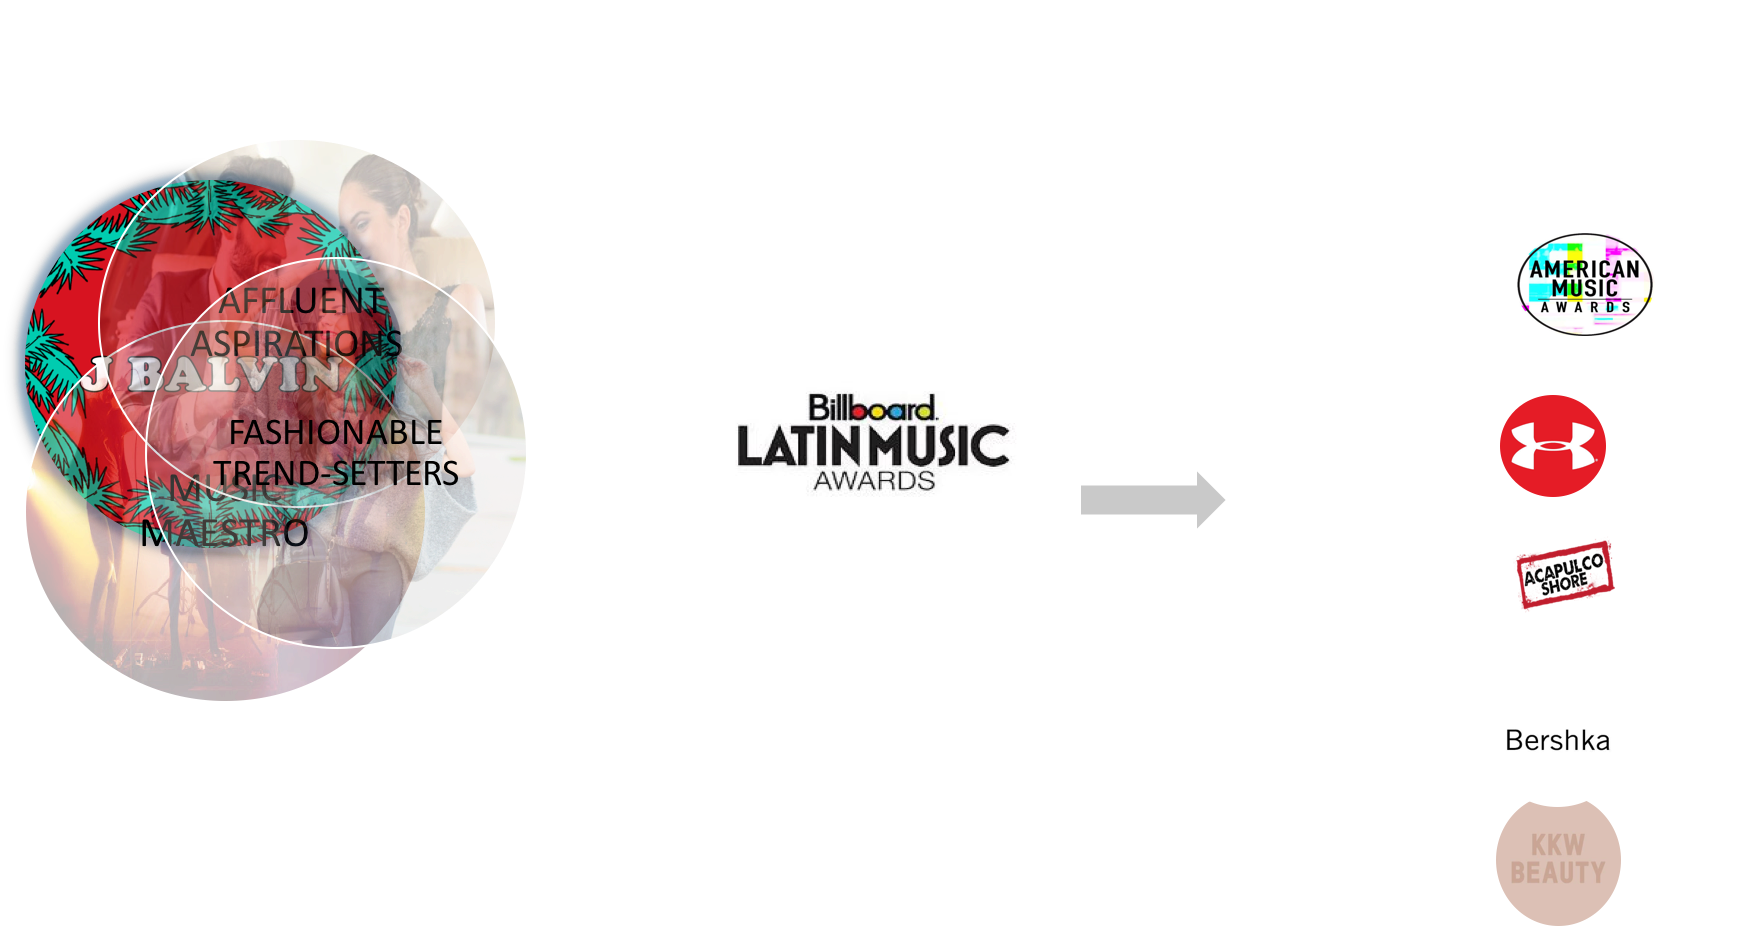 AFFLUENT
ASPIRATIONS
J BALVIN
FASHIONABLE
TREND-SETTERS
MUSIC
MAESTRO
Billboard
LATIN MUSIC
AWARDS
AMERICAN
MUSIC
AWARDS
ACAPULCO
SHORE
Bershka
KKW
BEAUTY